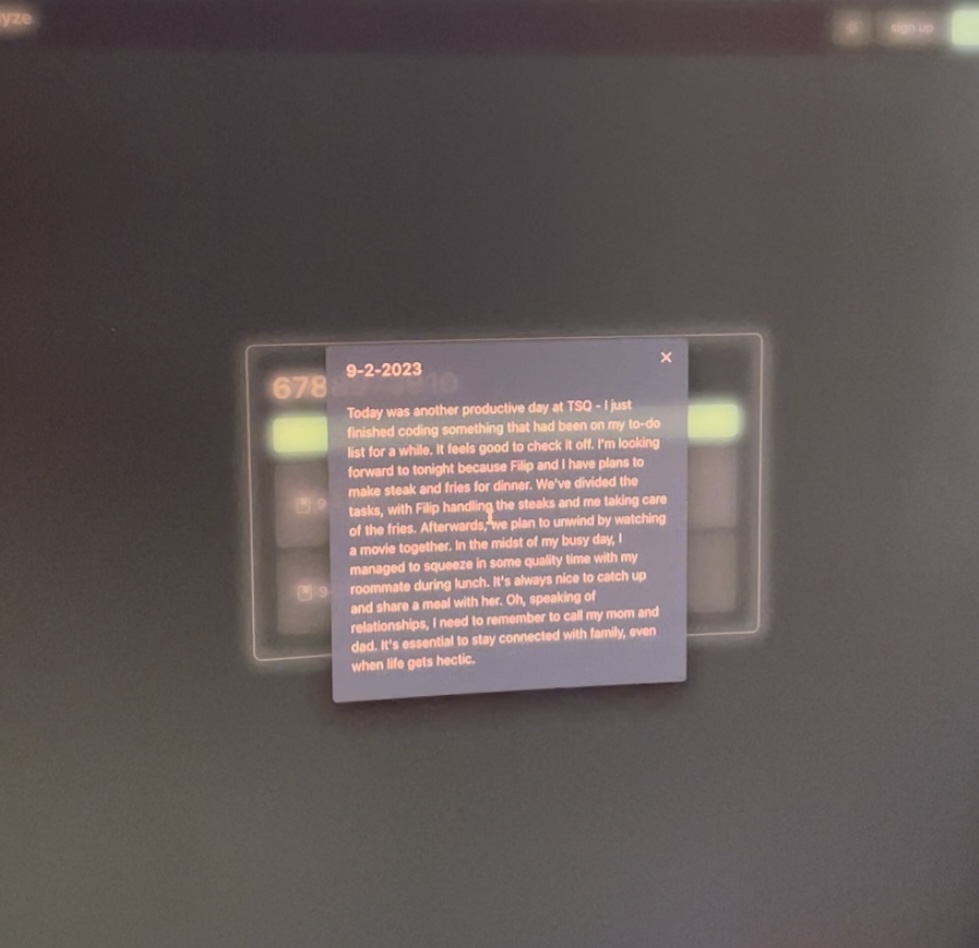 yze
sign up
678
9-2-2023
Today was another productive day at TSQ - I just
finished coding something that had been on my to-do
list for a while. It feels good to check it off. I'm looking
forward to tonight because Filip and I have plans to
make steak and fries for dinner. We've divided the
tasks, with Filip handling the steaks and me taking care
of the fries. Afterwards, we plan to unwind by watching
a movie together. In the midst of my busy day, I
managed to squeeze in some quality time with my
roommate during lunch. It's always nice to catch up
and share a meal with her. Oh, speaking of
relationships, I need to remember to call my mom and
dad. It's essential to stay connected with family, even
when life gets hectic.
9
9